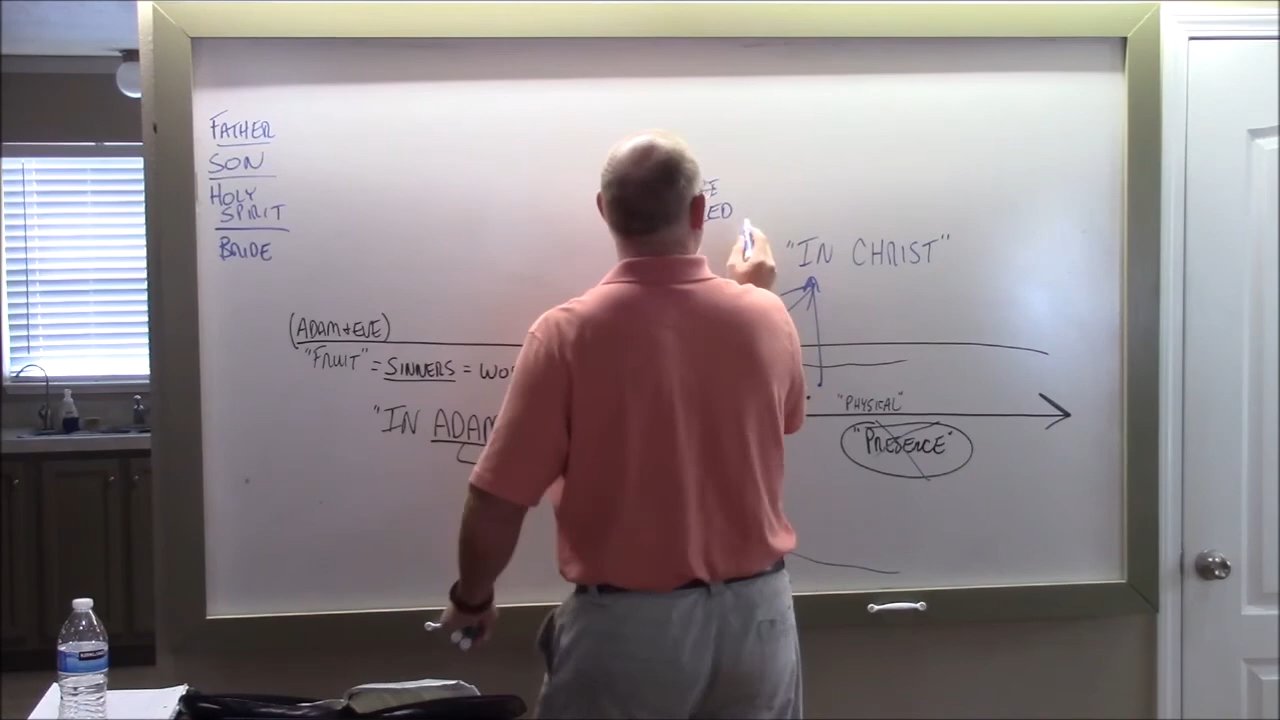 FATHER
SON
HOLY
SPIRIT
BRIDE
"IN CHRIST"
(ADAM + EVE)
"FRUIT" = SINNERS =
"IN ADAM
"PHYSICAL"
"PRESENCE"